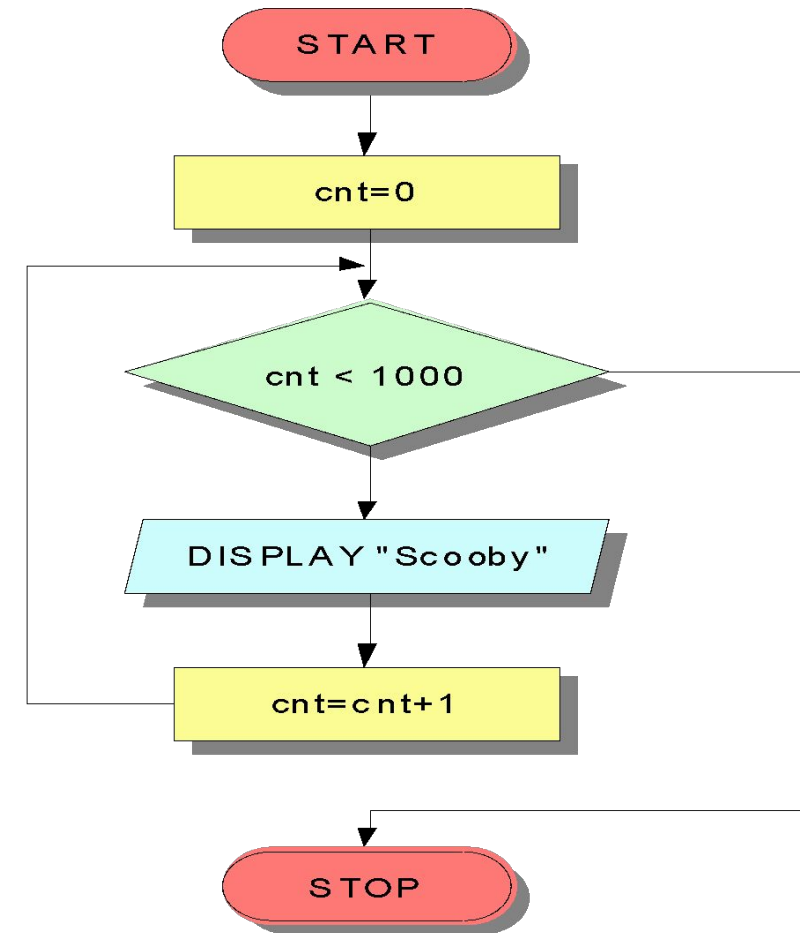 START
cnt=0
cnt < 1000
DISPLAY "Scooby"
cnt=cnt+1
STOP